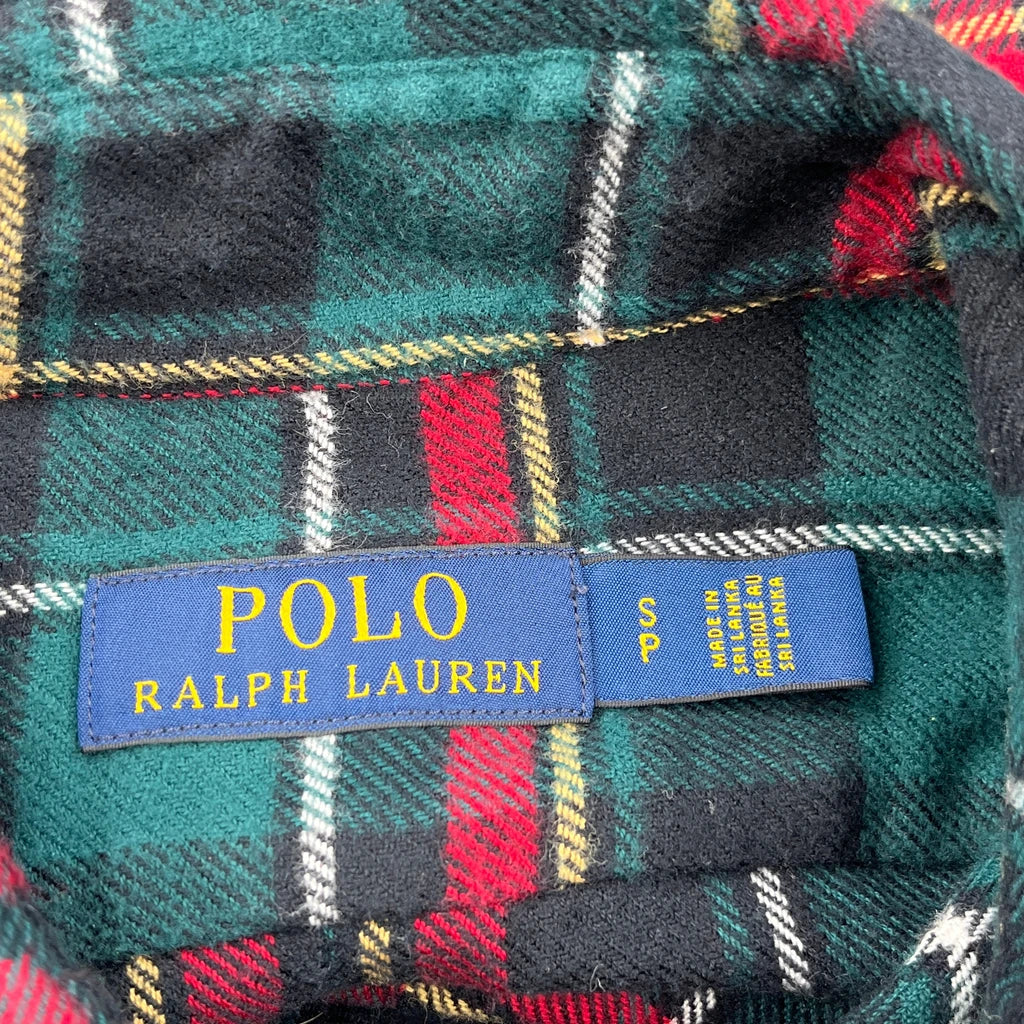 POLO
RALPH LAUREN
S
P
MADE IN
SRI LANKA
FABRIQUÉ AU
SRI LANKA